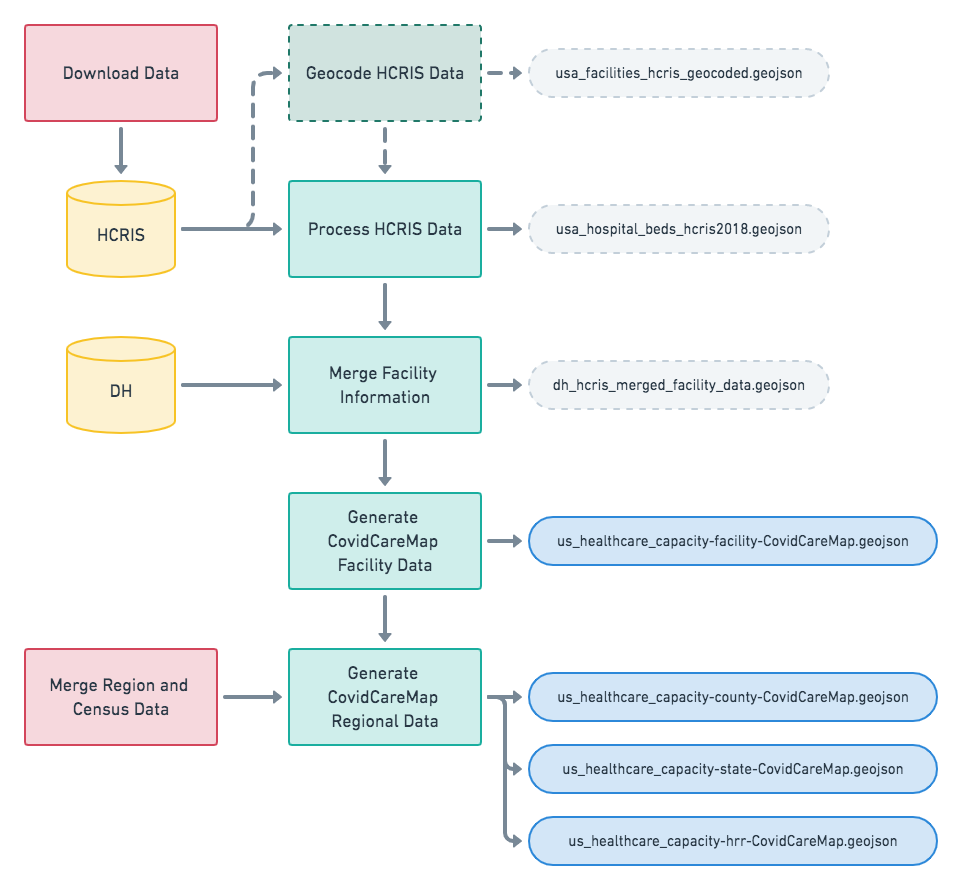 Download Data
Geocode HCRIS Data
usa_facilities_hcris_geocoded.geojson
HCRIS
Process HCRIS Data
usa_hospital_beds_hcris2018.geojson
DH
Merge Facility
Information
dh_hcris_merged_facility_data.geojson
Generate
CovidCareMap
Facility Data
us_healthcare_capacity-facility-CovidCareMap.geojson
Merge Region and
Census Data
Generate
CovidCareMap
Regional Data
us_healthcare_capacity-county-CovidCareMap.geojson
us_healthcare_capacity-state-CovidCareMap.geojson
us_healthcare_capacity-hrr-CovidCareMap.geojson